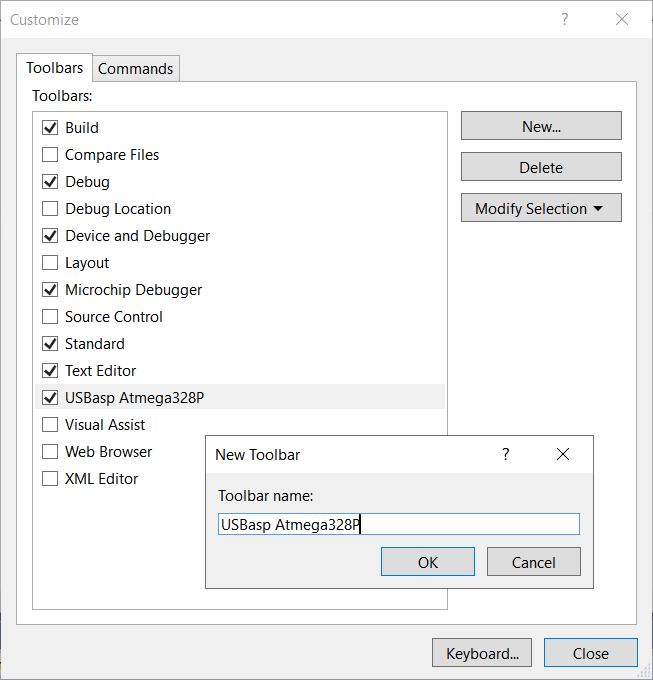 Customize
?
Toolbars
Commands
Toolbars:
Build
Compare Files
Debug
Debug Location
Device and Debugger
Layout
Microchip Debugger
Source Control
Standard
Text Editor
USBasp Atmega328P
Visual Assist
Web Browser
XML Editor
New...
Delete
Modify Selection
New Toolbar
?
Toolbar name:
USBasp Atmega328P
OK
Cancel
Keyboard...
Close